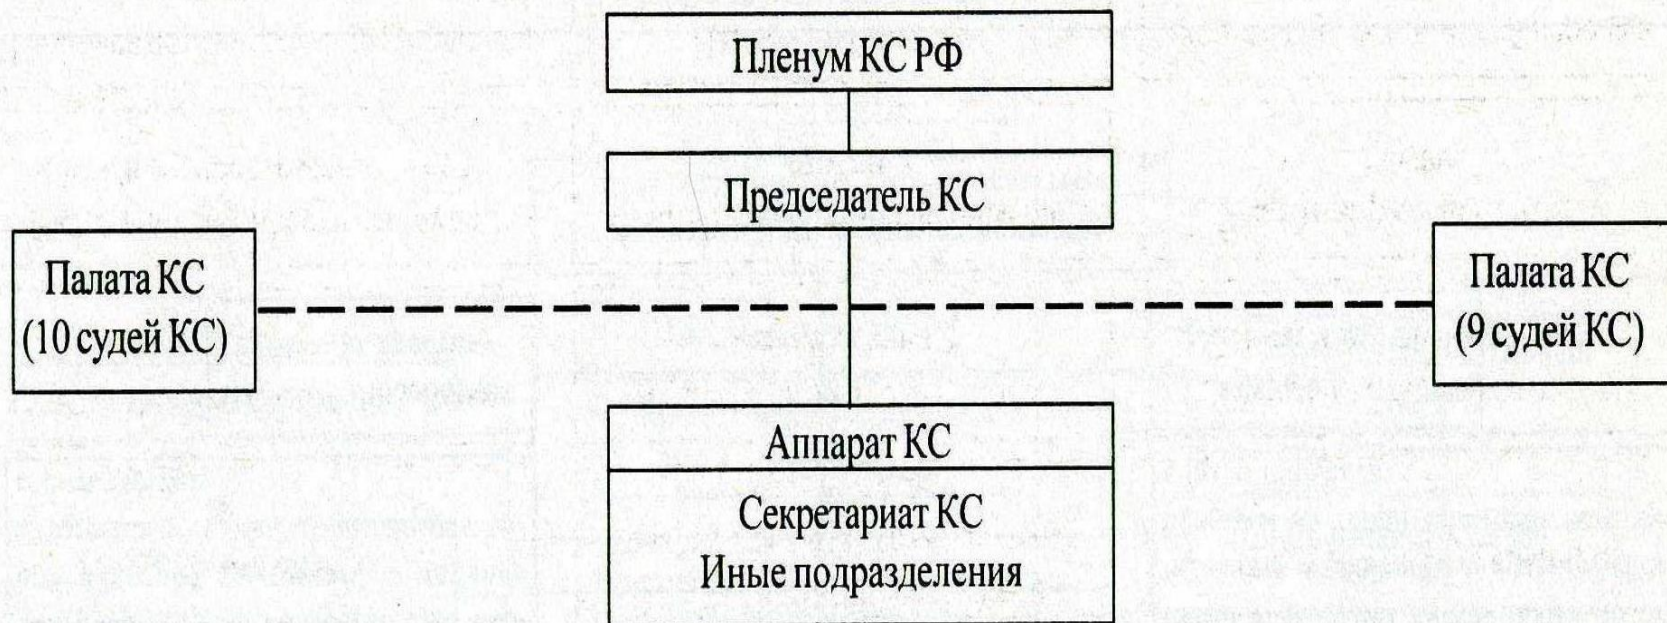 Пленум КС РФ
Председатель КС
Палата КС
(10 судей КС)
Палата КС
(9 судей КС)
Аппарат КС
Секретариат КС
Иные подразделения